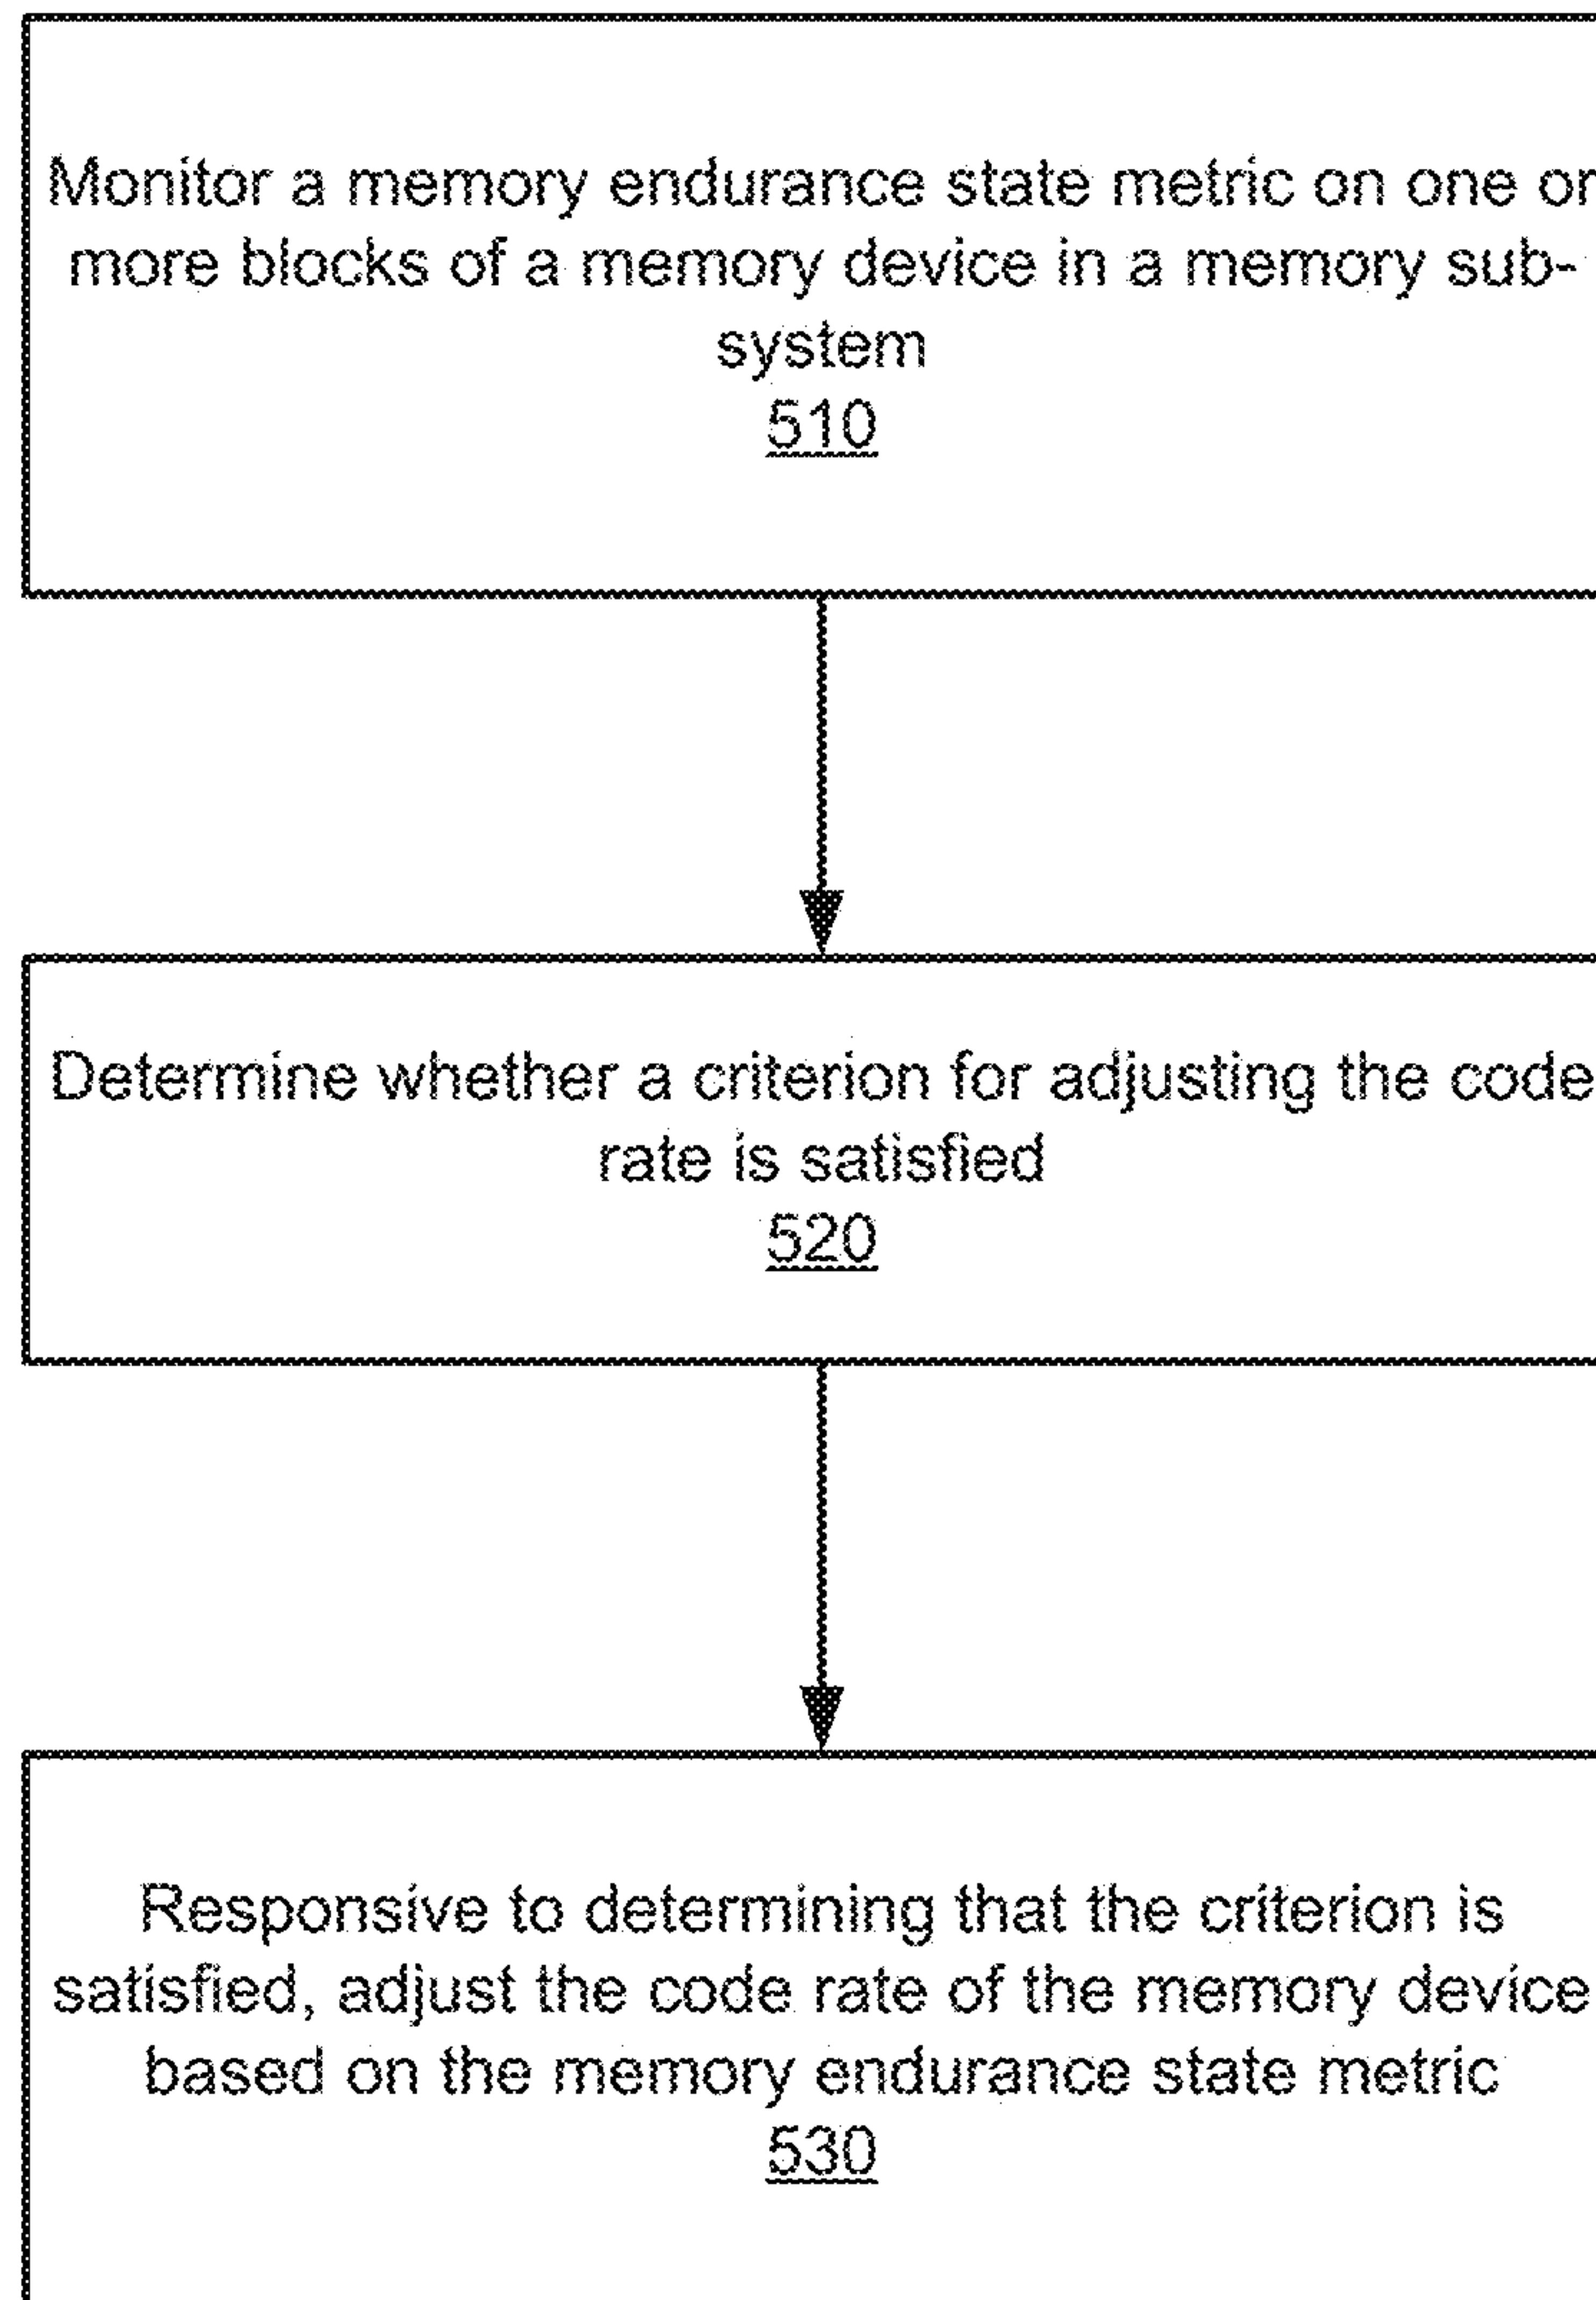 Monitor a memory endurance state metric on one or
more blocks of a memory device in a memory sub-
system
510
Determine whether a criterion for adjusting the code
rate is satisfied
520
Responsive to determining that the criterion is
satisfied, adjust the code rate of the memory device
based on the memory endurance state metric
530